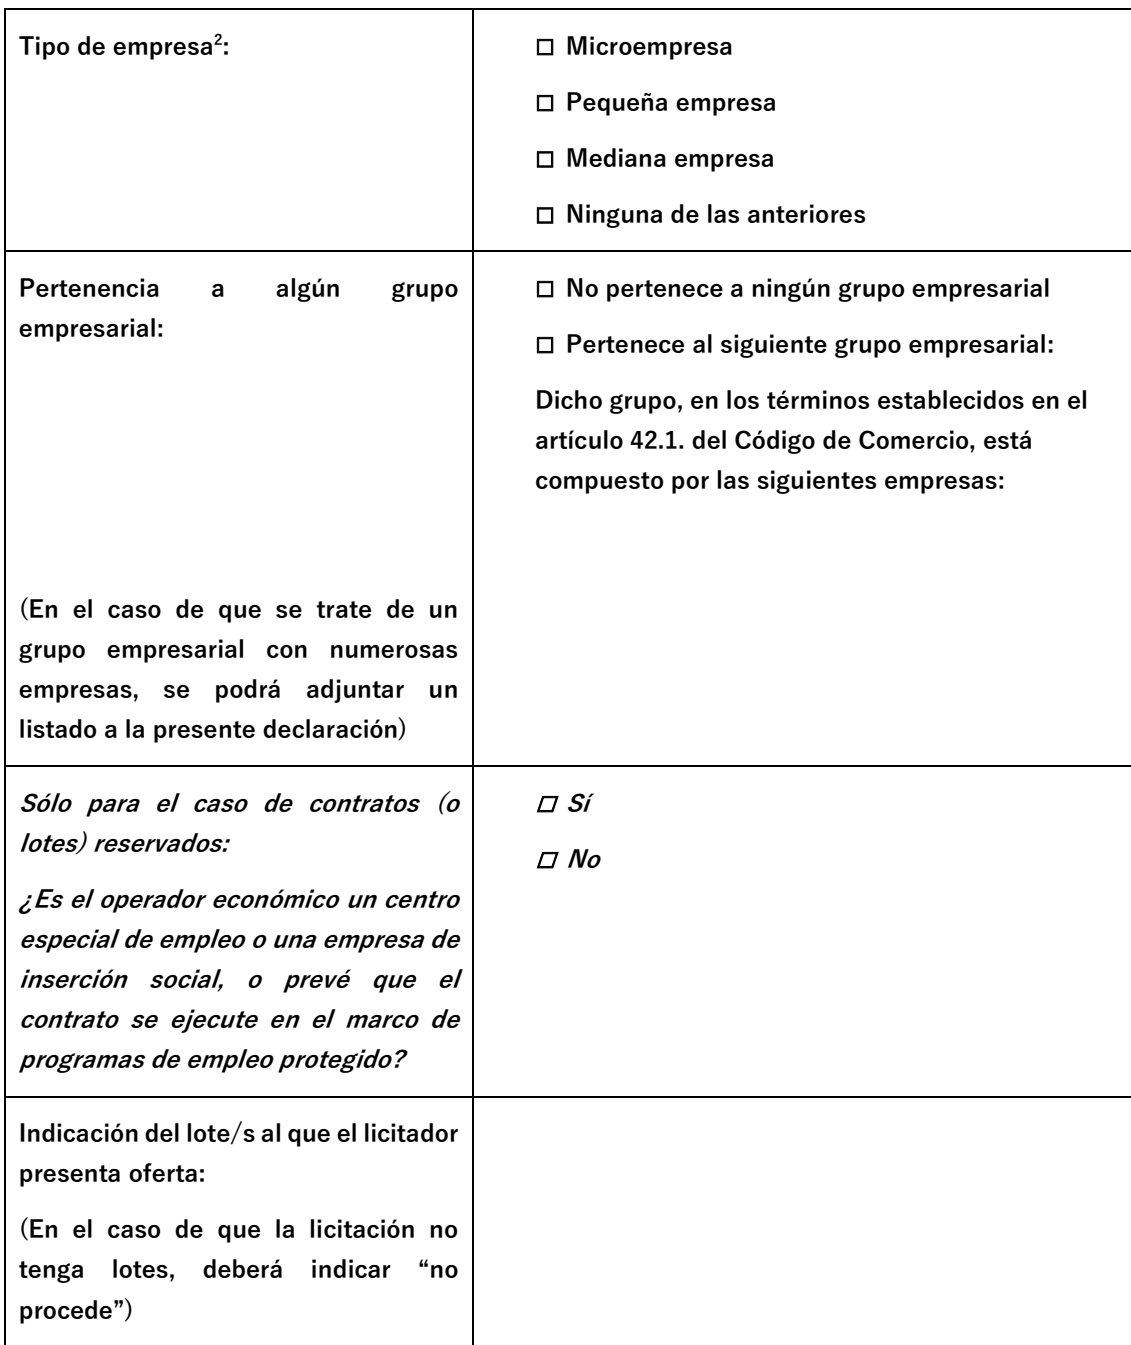 Tipo de empresa²:
☐ Microempresa
☐ Pequeña empresa
☐ Mediana empresa
☐ Ninguna de las anteriores
Pertenencia a algún grupo
empresarial:
(En el caso de que se trate de un
grupo empresarial con numerosas
empresas, se podrá adjuntar un
listado a la presente declaración)
☐ No pertenece a ningún grupo empresarial
☐ Pertenece al siguiente grupo empresarial:
Dicho grupo, en los términos establecidos en el
artículo 42.1. del Código de Comercio, está
compuesto por las siguientes empresas:
Sólo para el caso de contratos (o
lotes) reservados:
¿Es el operador económico un centro
especial de empleo o una empresa de
inserción social, o prevé que el
contrato se ejecute en el marco de
programas de empleo protegido?
☐ Sí
☐ No
Indicación del lote/s al que el licitador
presenta oferta:
(En el caso de que la licitación no
tenga lotes, deberá indicar “no
procede”)